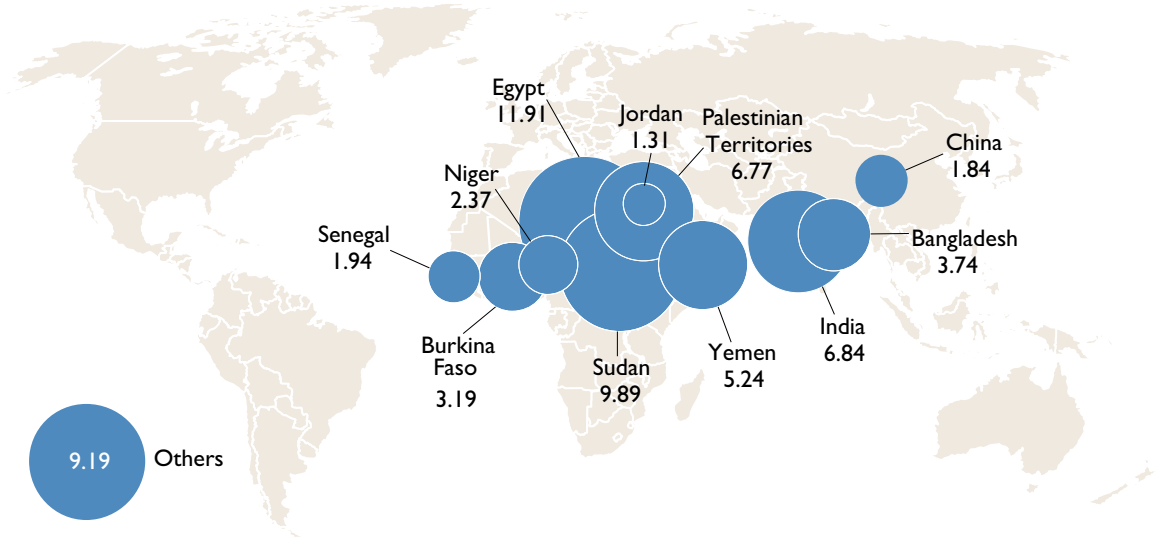 Egypt
11.91
Jordan
1.31
Palestinian
Territories
6.77
China
1.84
Niger
2.37
Senegal
1.94
Bangladesh
3.74
India
6.84
Burkina
Faso
3.19
Sudan
9.89
Yemen
5.24
9.19 Others